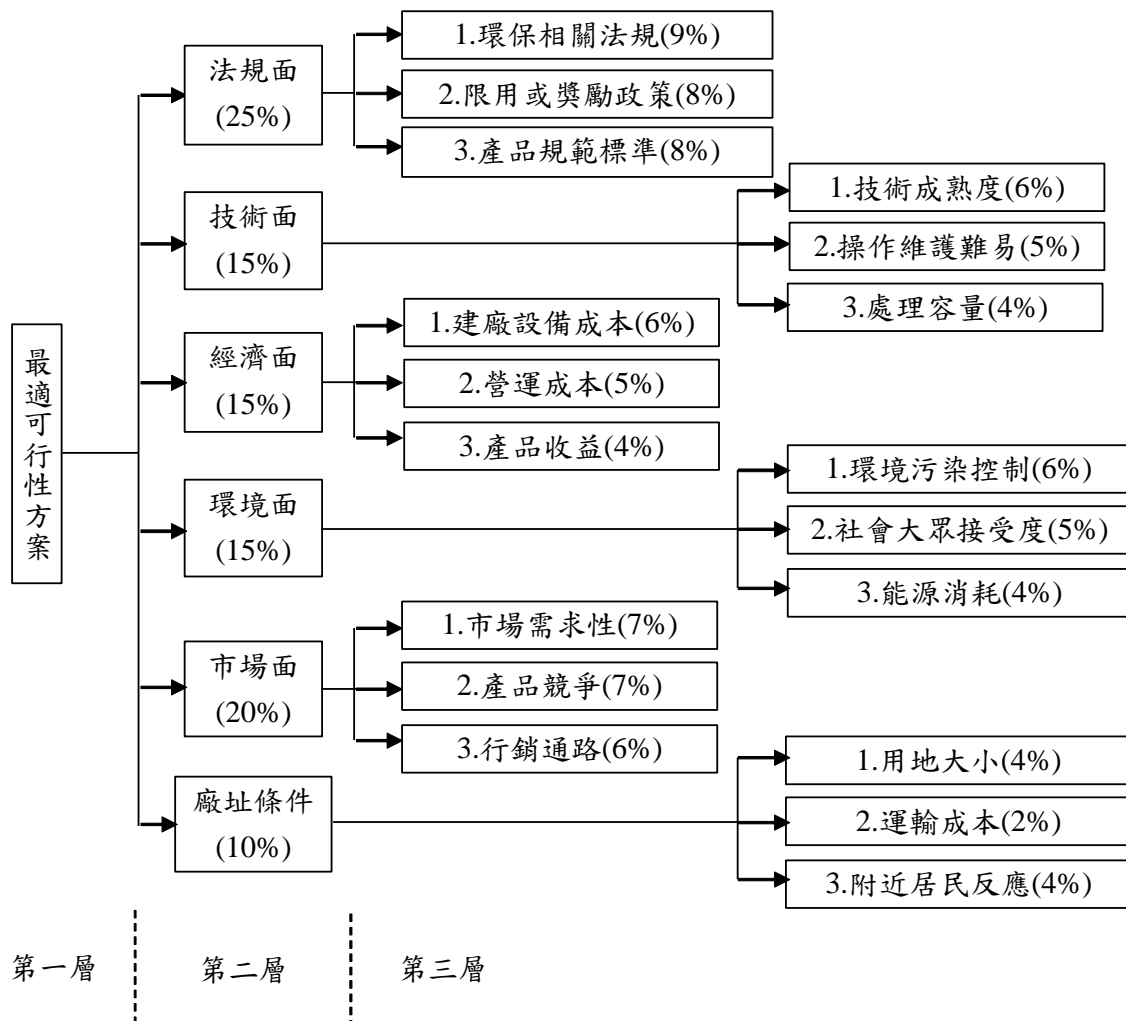 最適可行性方案
法規面
(25%)
1.環保相關法規(9%)
2.限用或獎勵政策(8%)
3.產品規範標準(8%)
技術面
(15%)
1.技術成熟度(6%)
2.操作維護難易(5%)
3.處理容量(4%)
經濟面
(15%)
1.建廠設備成本(6%)
2.營運成本(5%)
3.產品收益(4%)
環境面
(15%)
1.環境污染控制(6%)
2.社會大眾接受度(5%)
3.能源消耗(4%)
市場面
(20%)
1.市場需求性(7%)
2.產品競爭(7%)
3.行銷通路(6%)
廠址條件
(10%)
1.用地大小(4%)
2.運輸成本(2%)
3.附近居民反應(4%)
第一層
第二層
第三層